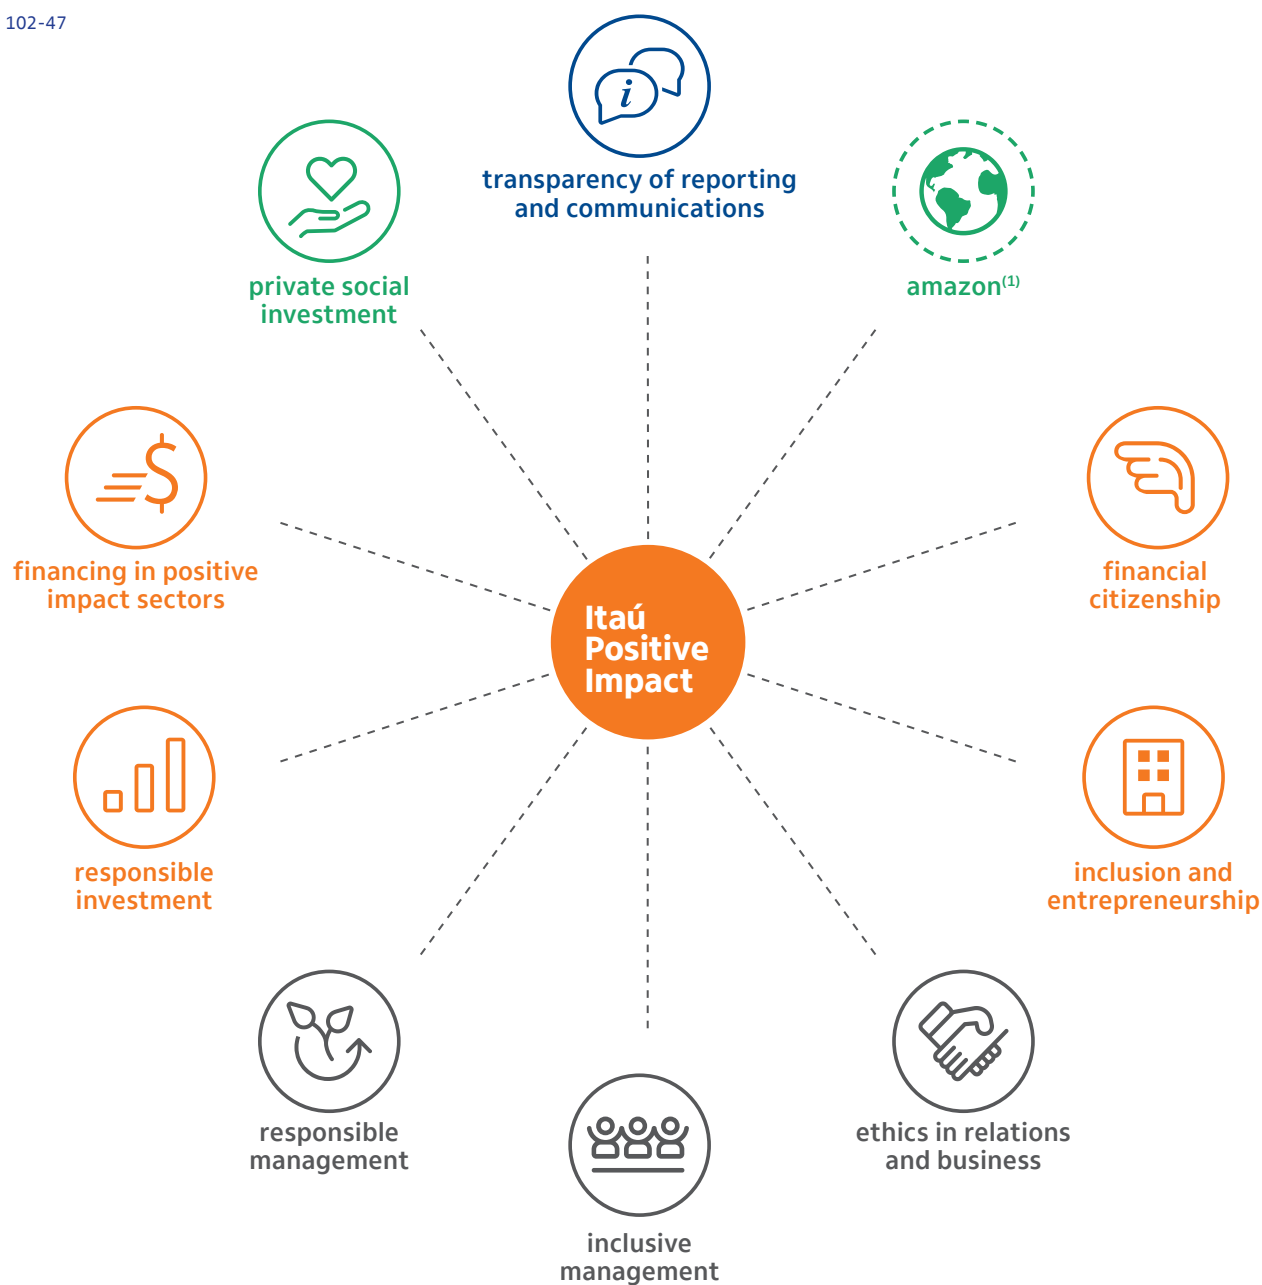 102-47
i
transparency of reporting
and communications
private social
investment
amazon(1)
$
financing in positive
impact sectors
financial
citizenship
Itaú
Positive
Impact
responsible
investment
inclusion and
entrepreneurship
responsible
management
ethics in relations
and business
inclusive
management